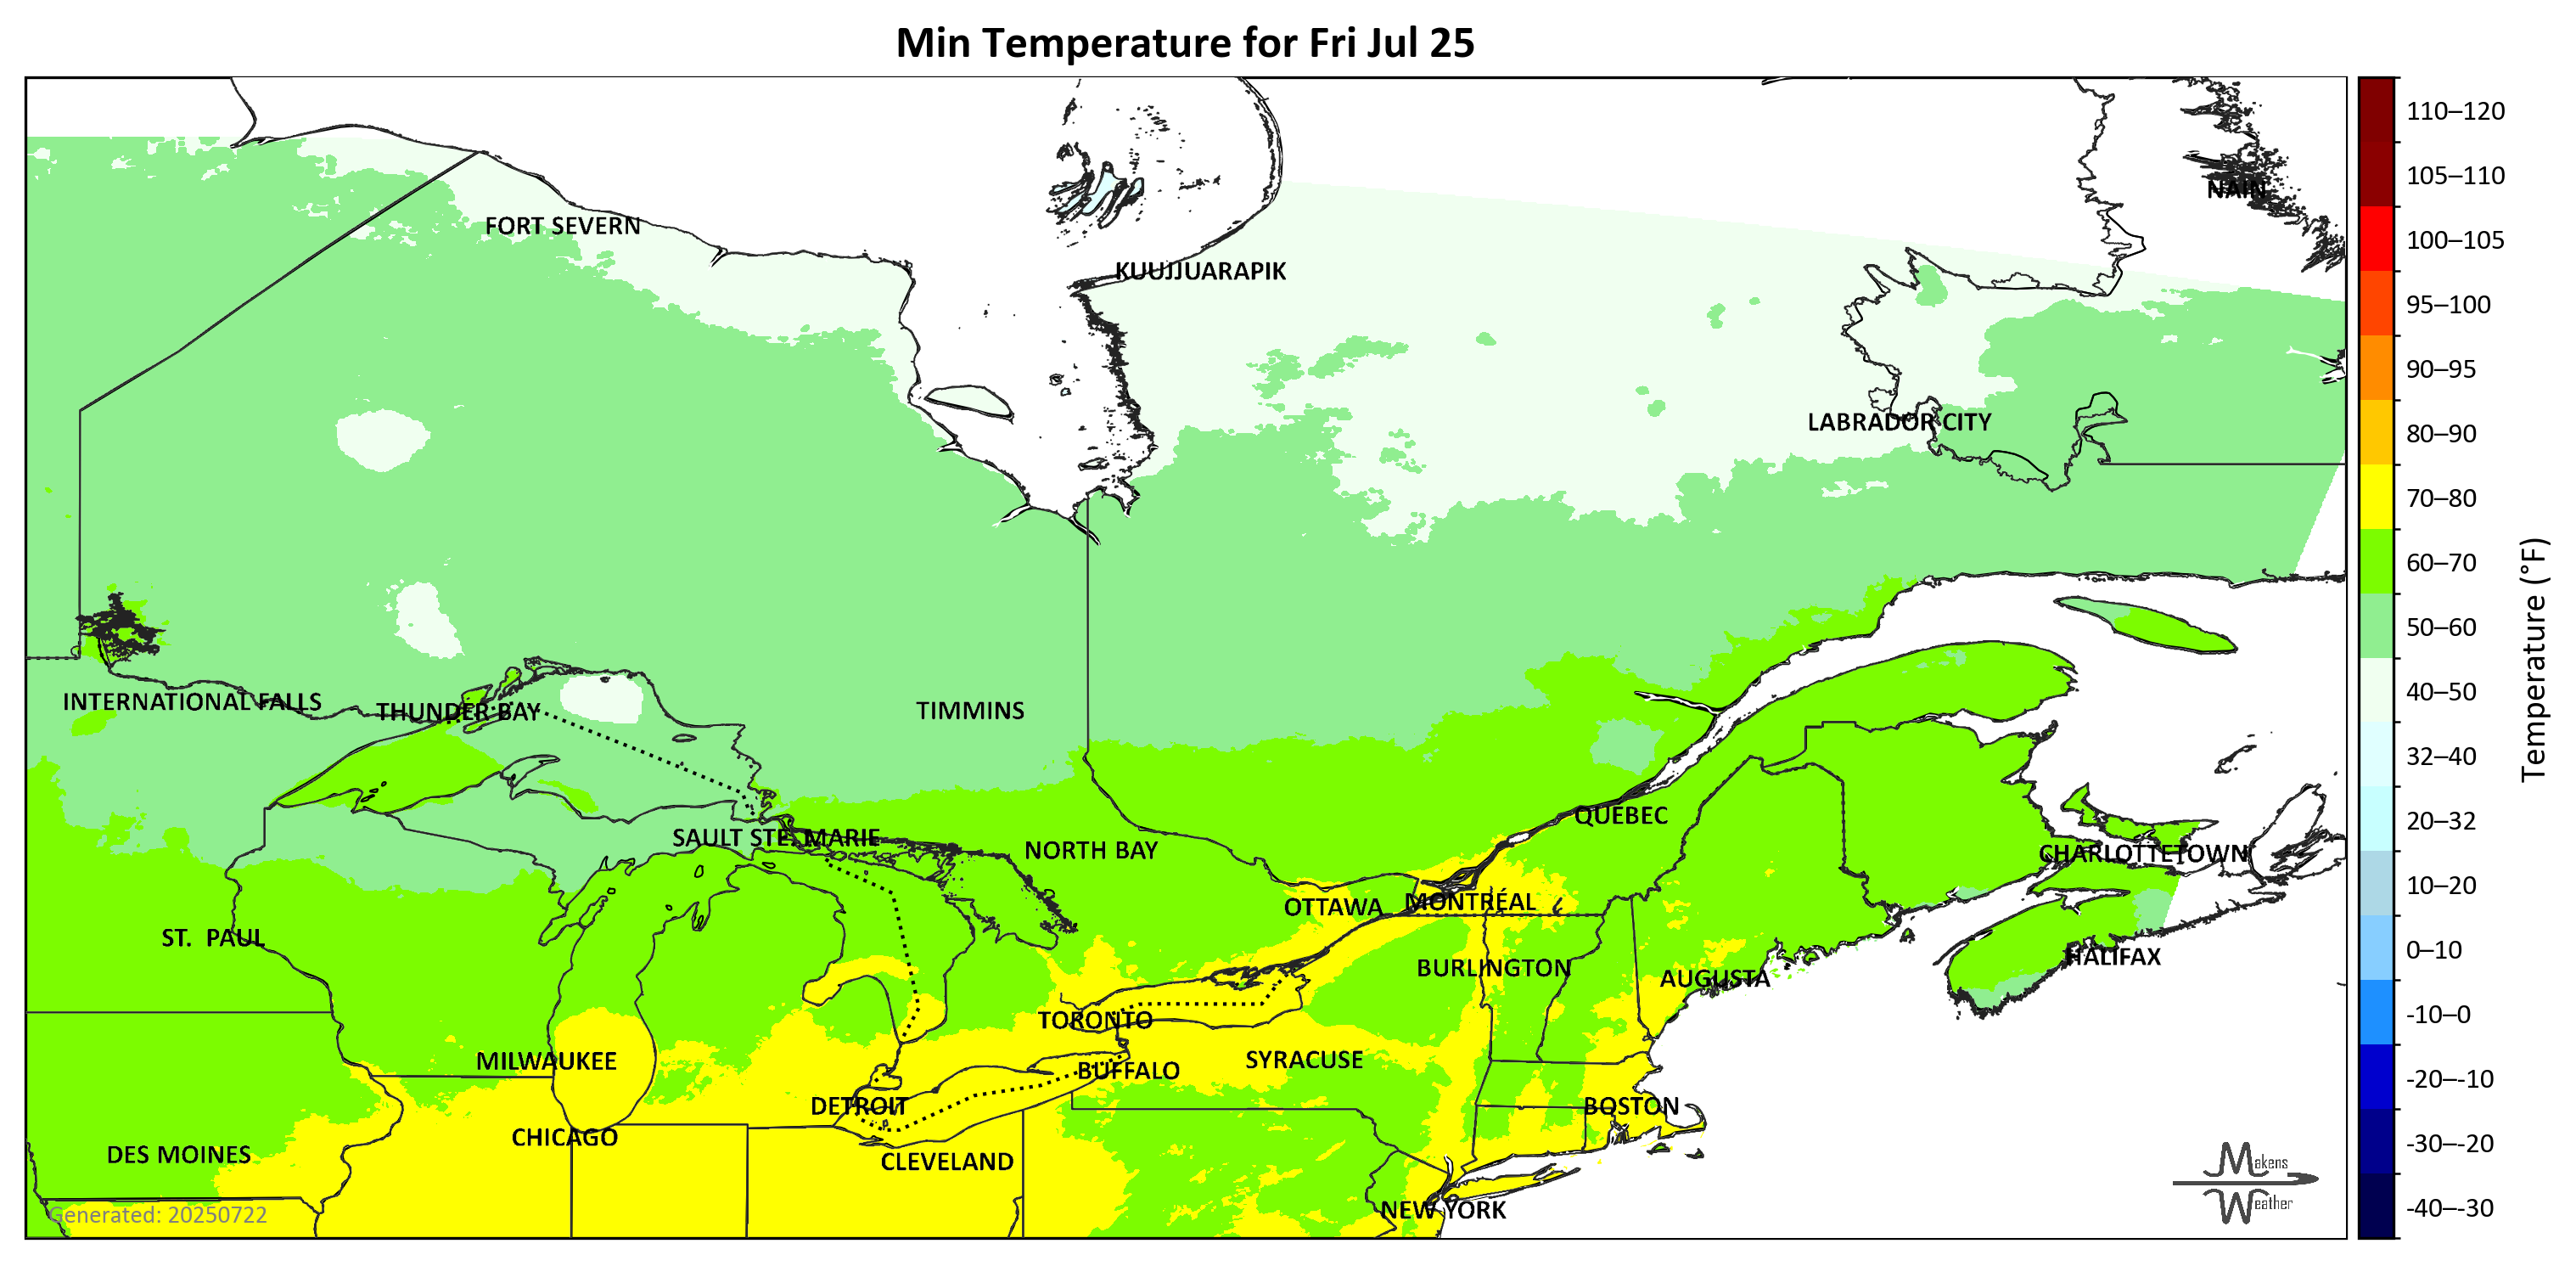 Min Temperature for Fri Jul 25
NAIN
FORT SEVERN
KUUJJUARAPIK
LABRADOR CITY
INTERNATIONAL FALLS
THUNDER BAY
TIMMINS
QUEBEC
SAULT STE. MARIE
NORTH BAY
CHARLOTTETOWN
OTTAWA
MONTRÉAL
ST. PAUL
HALIFAX
BURLINGTON
AUGUSTA
TORONTO
MILWAUKEE
SYRACUSE
BUFFALO
DETROIT
BOSTON
CHICAGO
DES MOINES
CLEVELAND
NEW YORK
Generated: 20250722
Makens
Weather
110–120
105–110
100–105
95–100
90–95
80–90
70–80
60–70
50–60
40–50
32–40
20–32
10–20
0–10
-10–0
-20–-10
-30–-20
-40–-30
Temperature (°F)